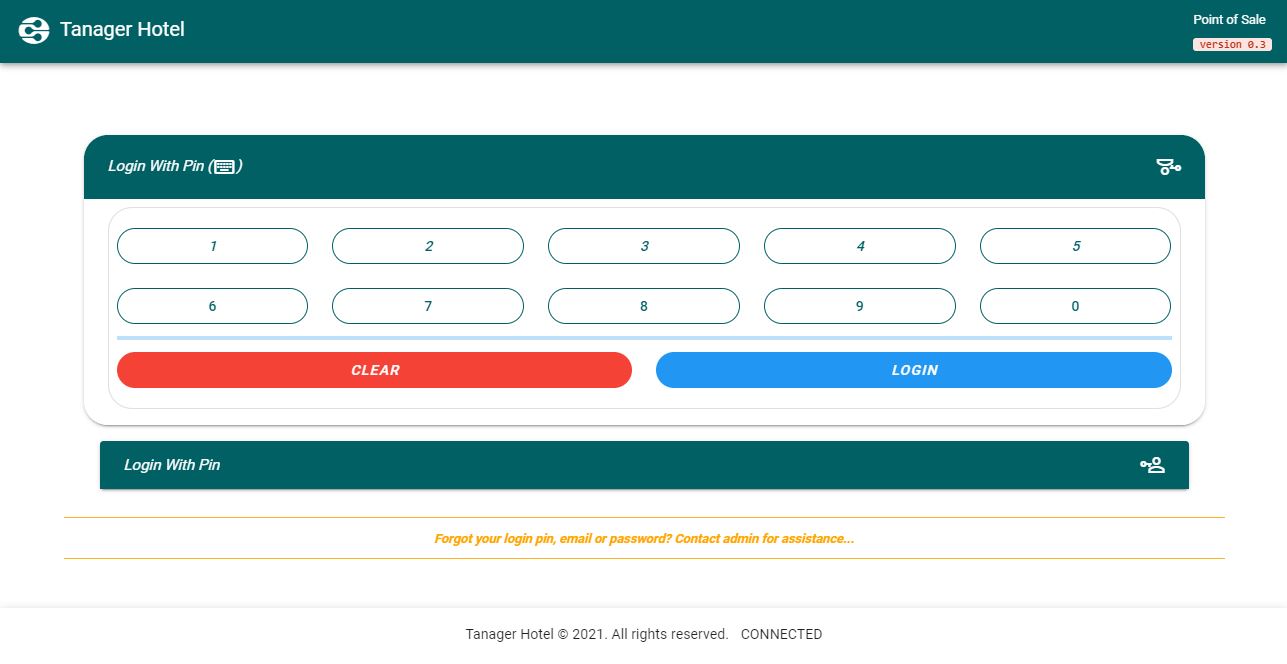 Tanager Hotel
Point of Sale
version 0.3
Login With Pin (⌨)
1 2 3 4 5
6 7 8 9 0
CLEAR LOGIN
Login With Pin
Forgot your login pin, email or password? Contact admin for assistance...
Tanager Hotel © 2021. All rights reserved. CONNECTED